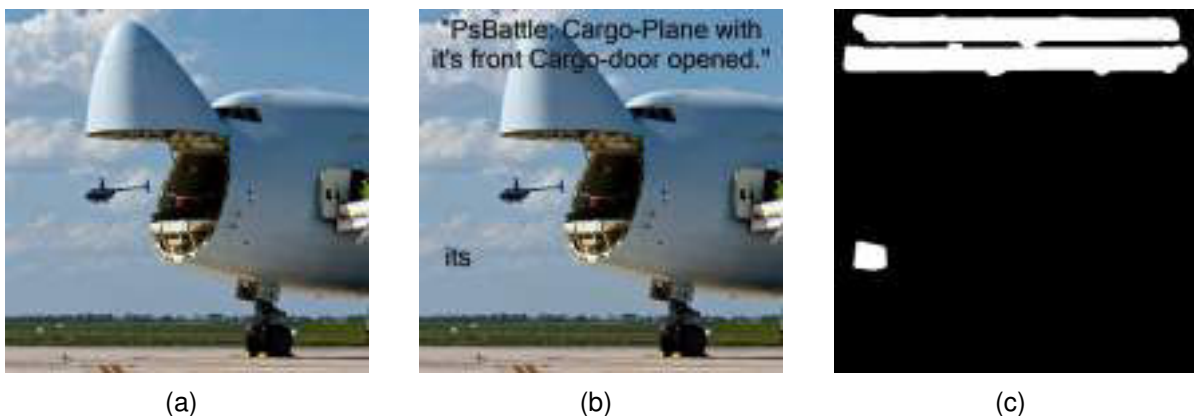 "PsBattle: Cargo-Plane with
it's front Cargo-door opened."
its
(a)
(b)
(c)